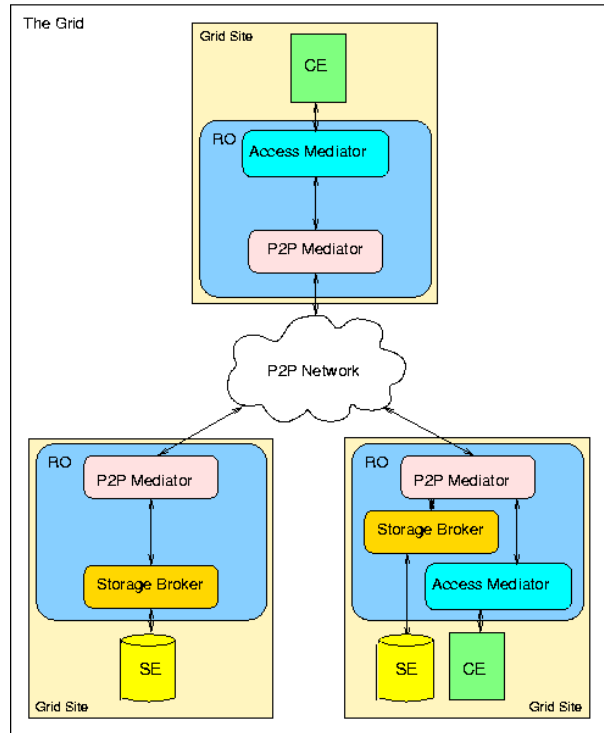 The Grid
Grid Site
CE
RO
Access Mediator
P2P Mediator
P2P Network
RO
P2P Mediator
Storage Broker
SE
Grid Site
RO
P2P Mediator
Storage Broker
Access Mediator
SE
CE
Grid Site